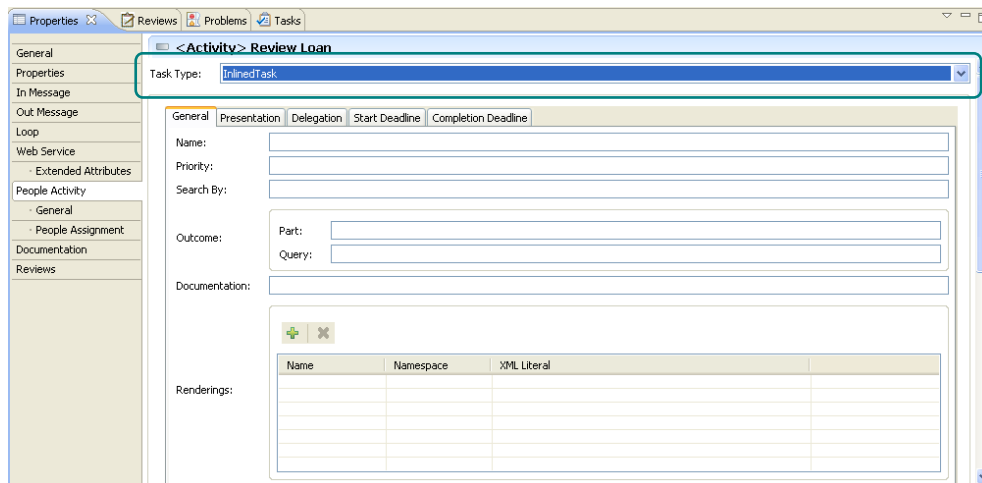 Properties Reviews Problems Tasks
General
Properties
In Message
Out Message
Loop
Web Service
· Extended Attributes
People Activity
· General
· People Assignment
Documentation
Reviews
<Activity> Review Loan
Task Type: InlinedTask
General Presentation Delegation Start Deadline Completion Deadline
Name:
Priority:
Search By:
Outcome:
Part:
Query:
Documentation:
Renderings:
Name Namespace XML Literal